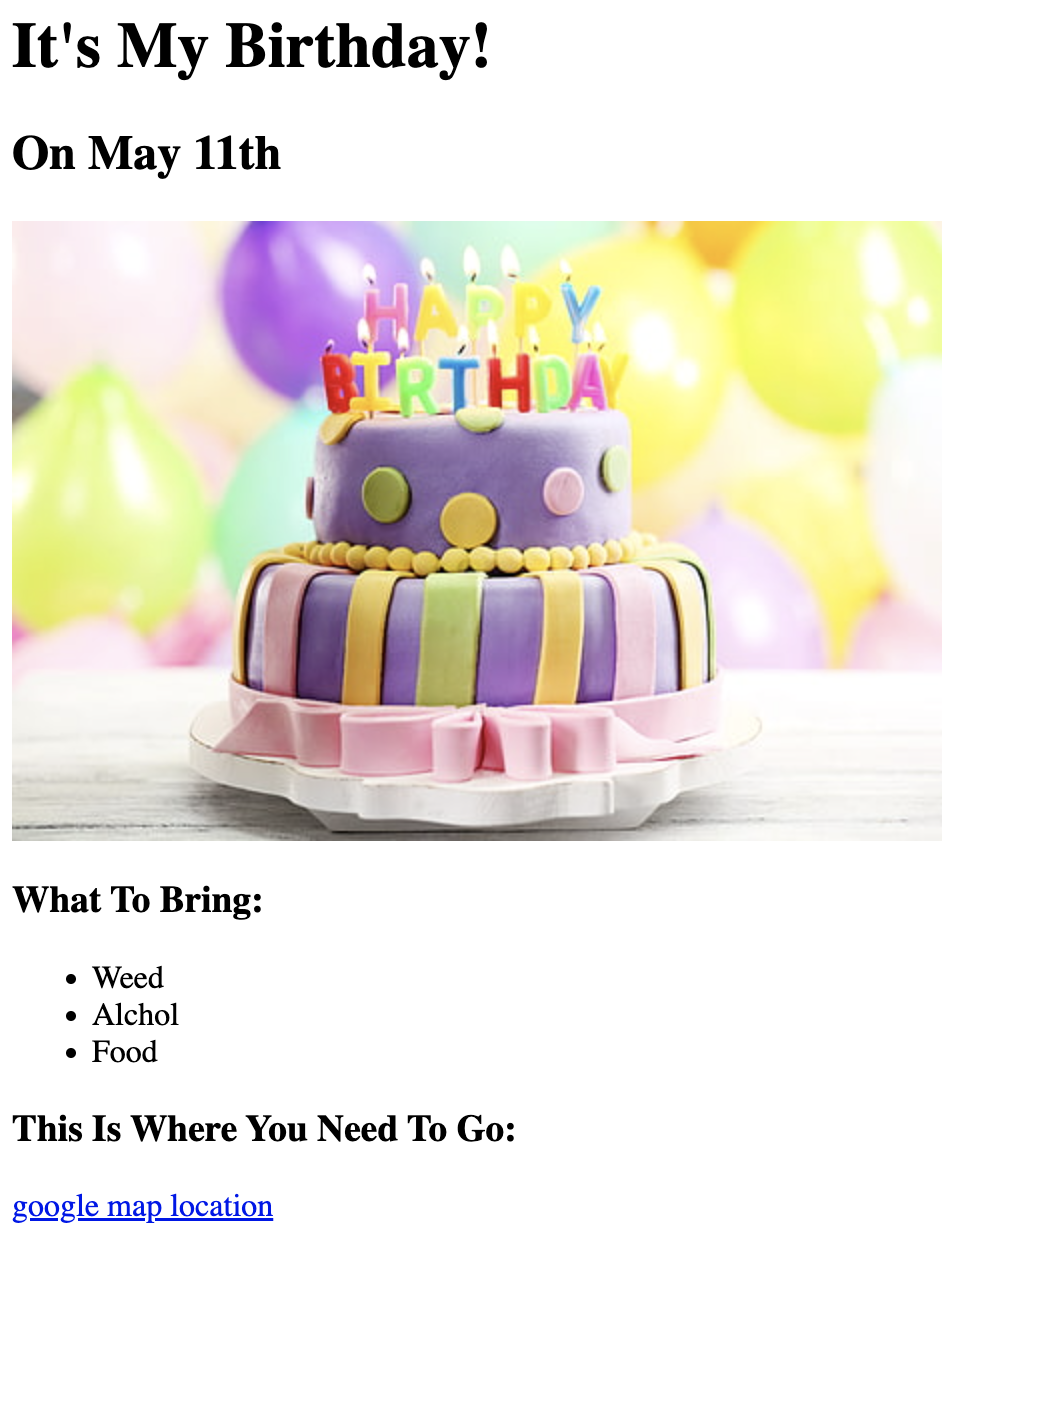 It's My Birthday!
On May 11th
HAPPY
BIRTHDAY
What To Bring:
Weed
Alchol
Food
This Is Where You Need To Go:
google map location